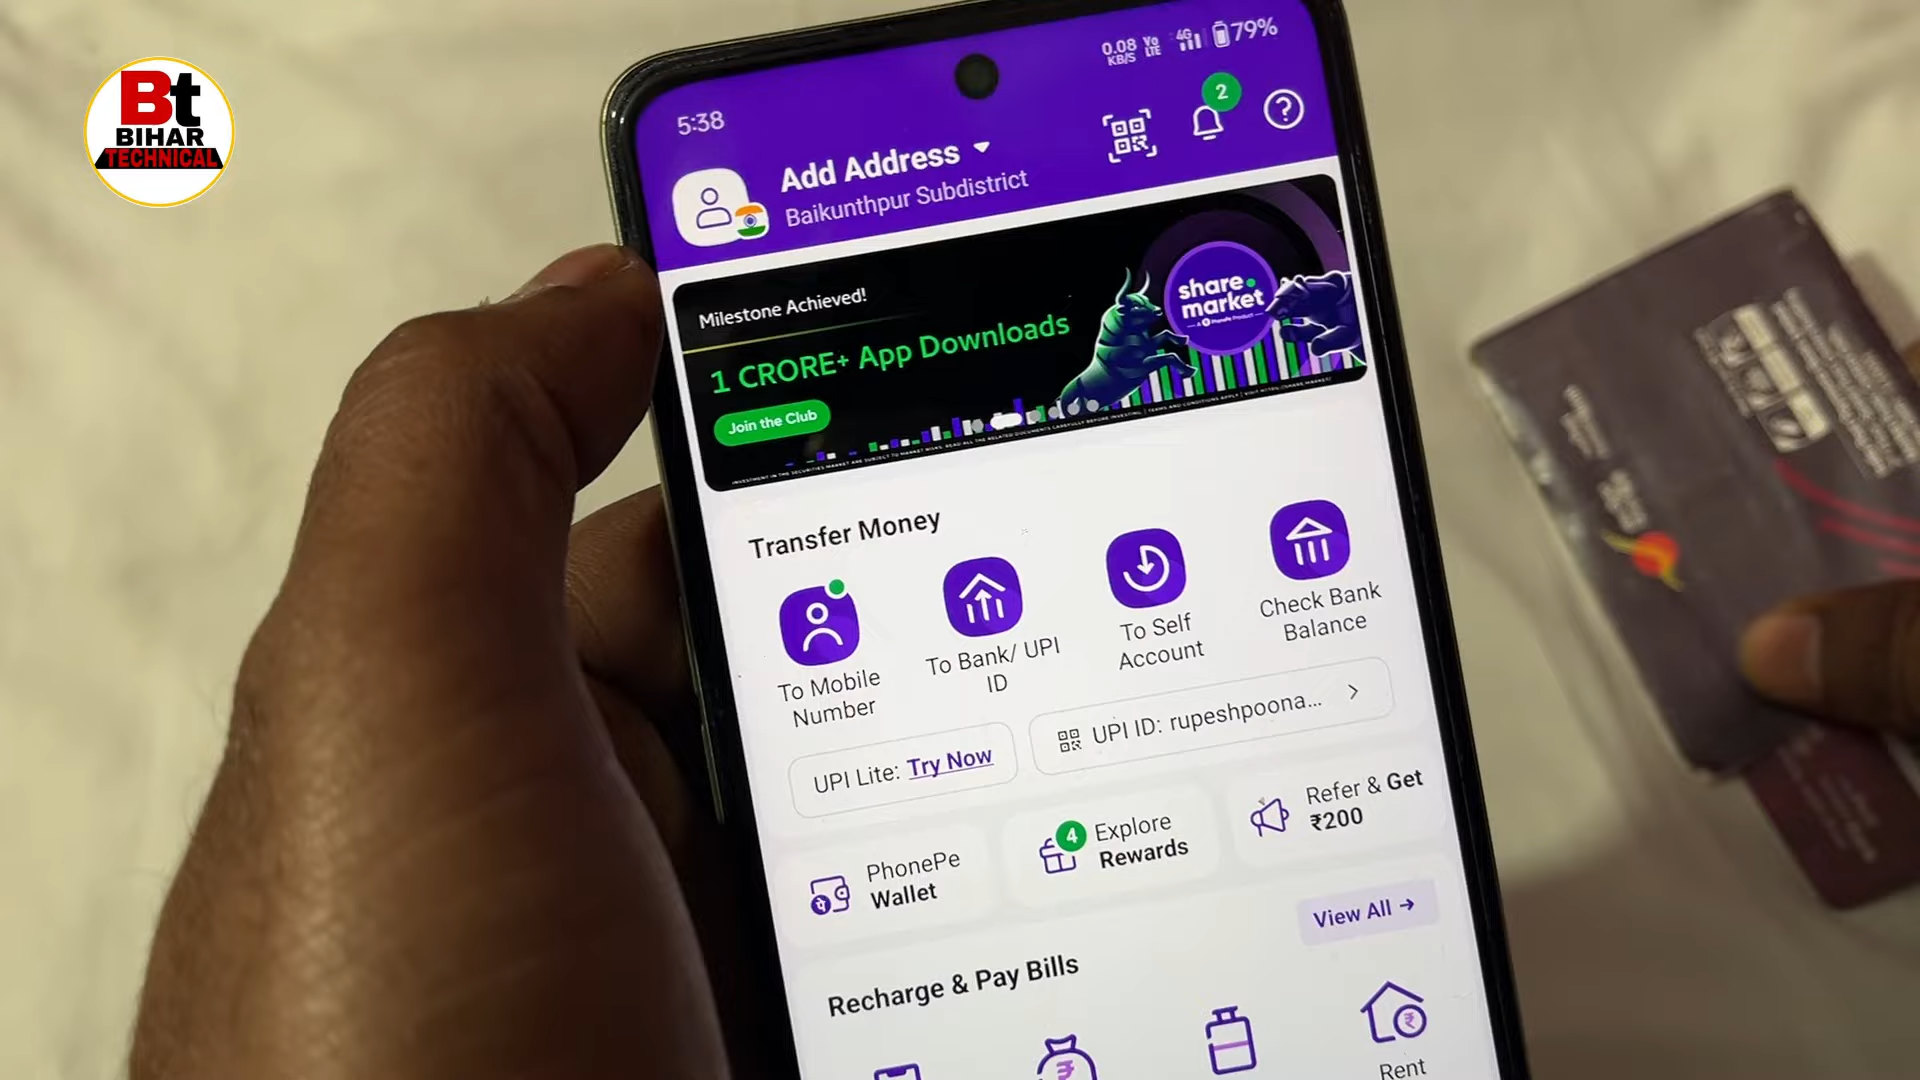 Bt
BIHAR
TECHNICAL
5:38
0.08
KB/S
Vo
LTE
4G
79%
2
Add Address
Baikunthpur Subdistrict
Milestone Achieved!
1 CRORE+ App Downloads
Join the Club
share.
market
Transfer Money
To Mobile
Number
To Bank/ UPI
ID
To Self
Account
Check Bank
Balance
UPI Lite: Try Now
UPI ID: rupeshpoona...
PhonePe
Wallet
4
Explore
Rewards
Refer & Get
₹200
View All →
Recharge & Pay Bills
Rent